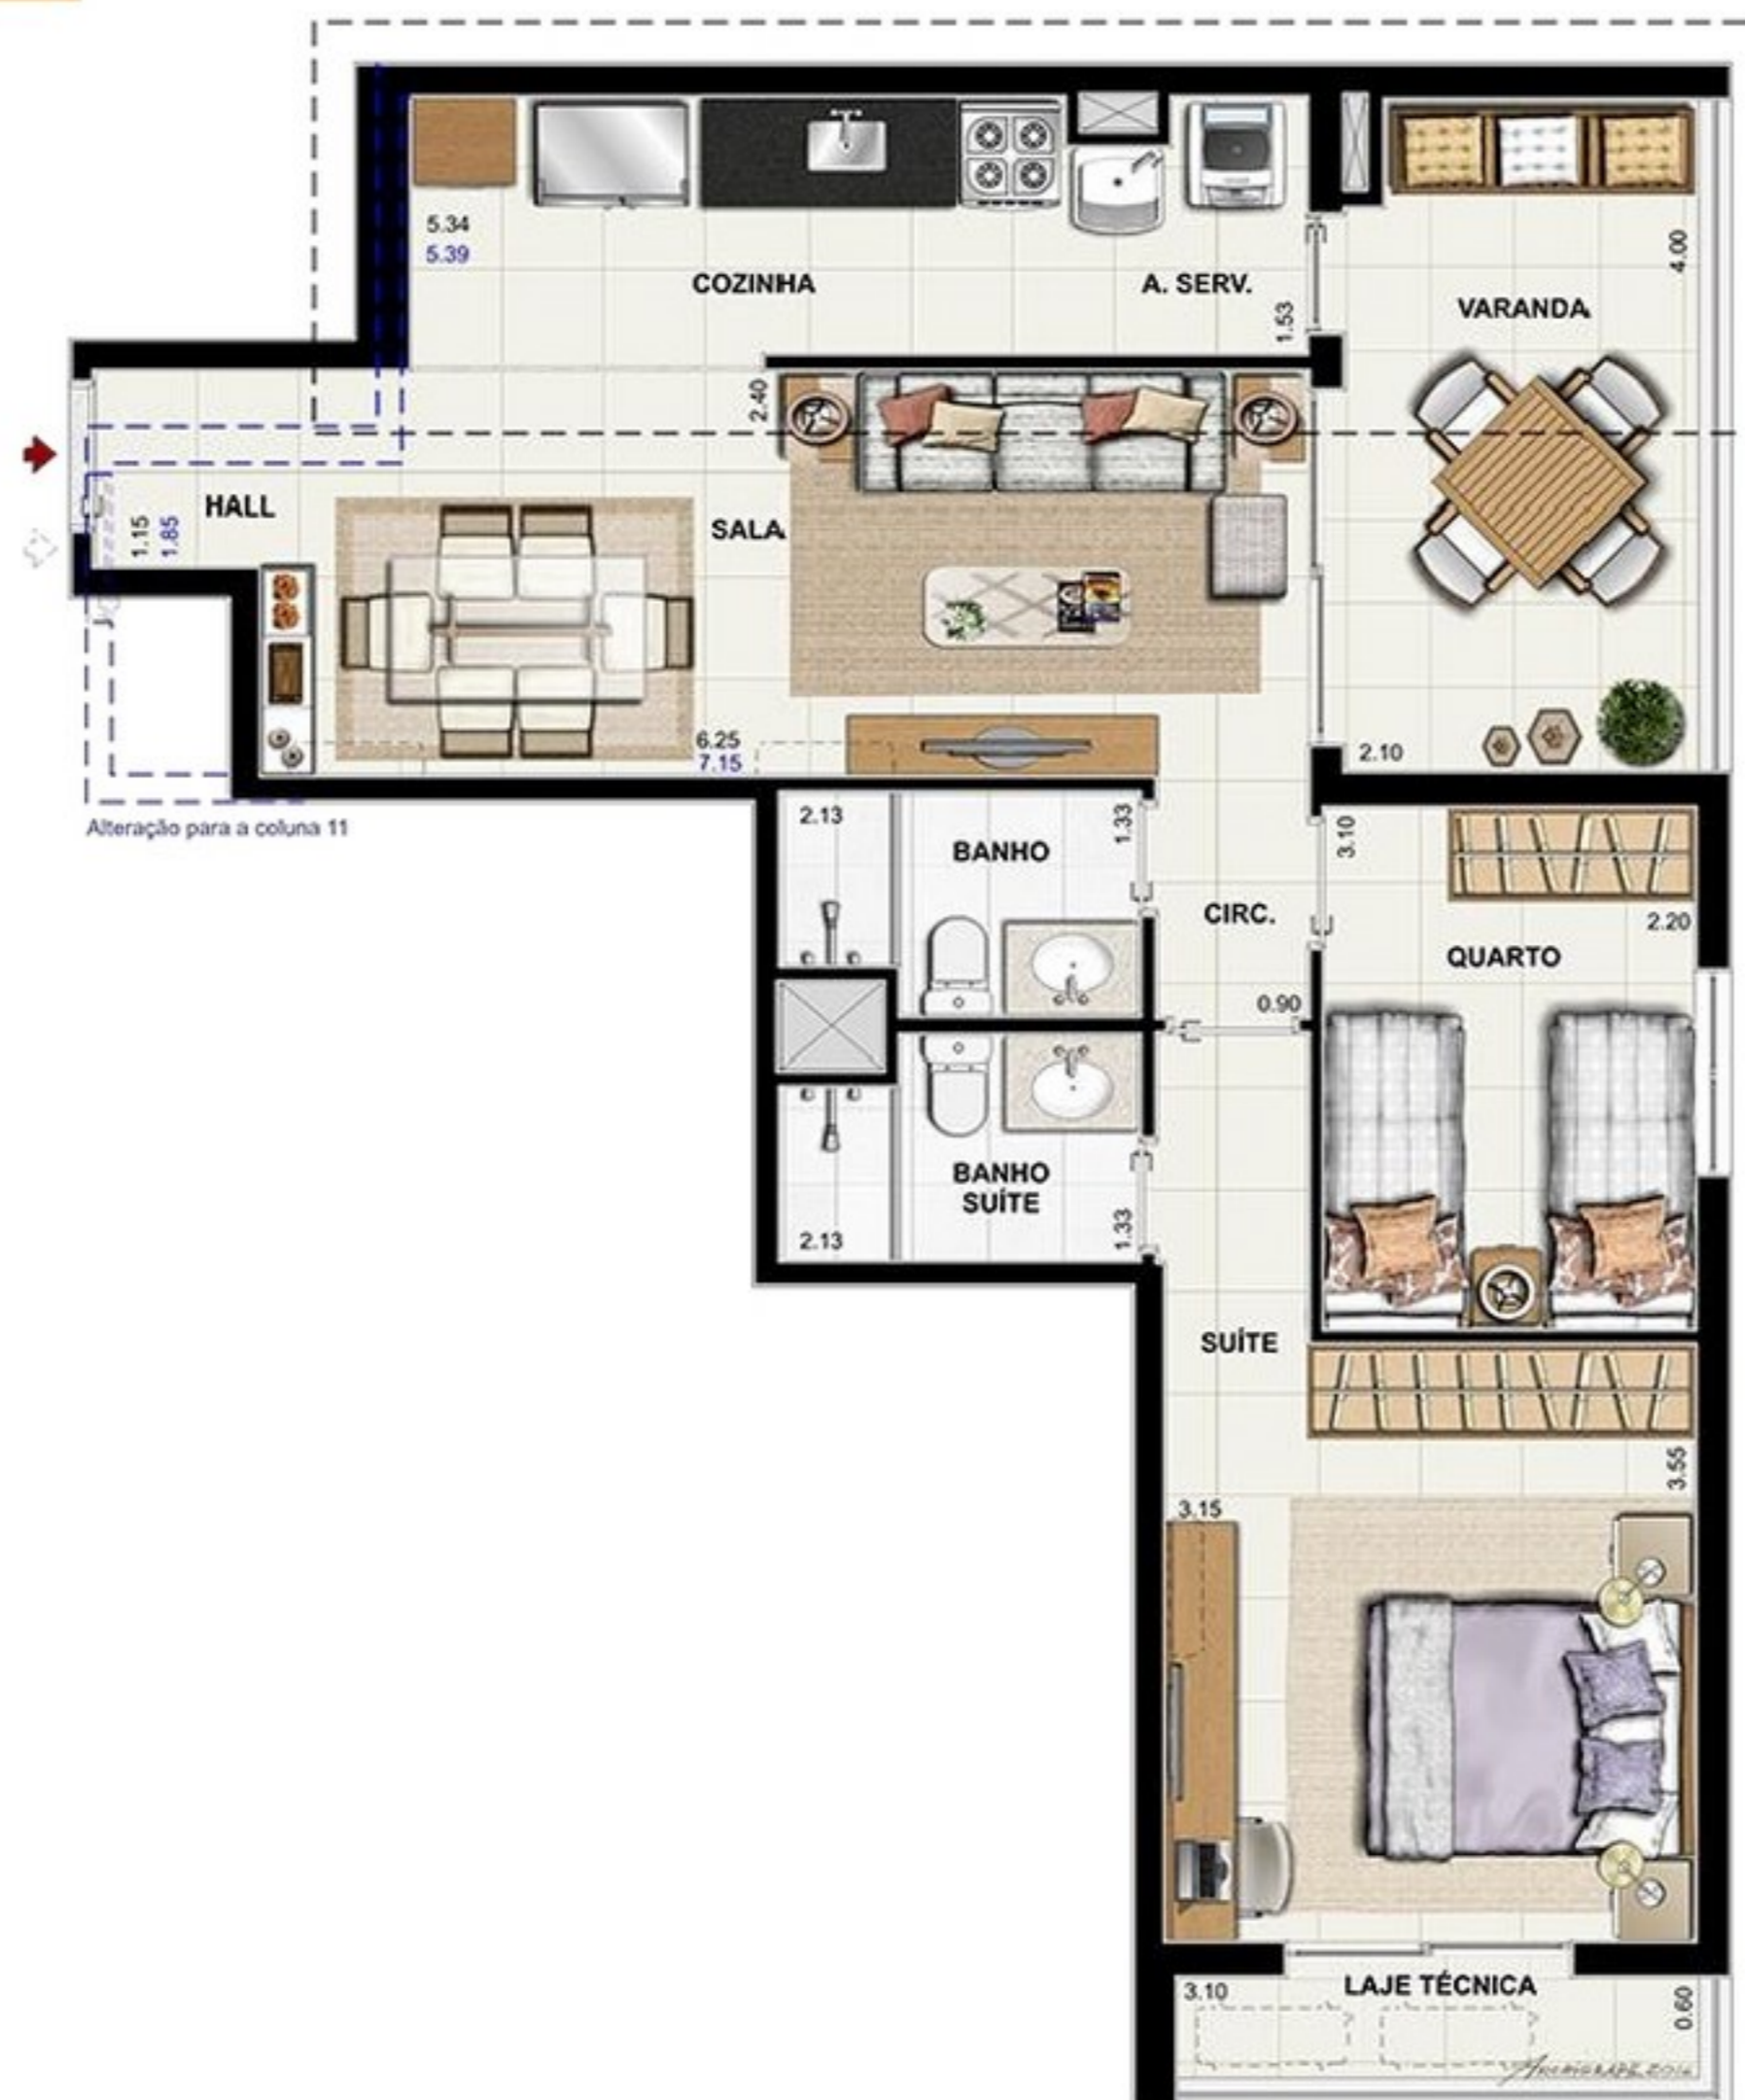 5.34
5.39
COZINHA
A. SERV.
1.53
4.00
VARANDA
2.40
HALL
1.15
1.85
SALA
6.25
7.15
2.10
Alteração para a coluna 11
2.13
BANHO
1.33
3.10
CIRC.
2.20
QUARTO
0.90
BANHO
SUÍTE
2.13
1.33
SUÍTE
3.55
3.15
3.10
LAJE TÉCNICA
0.60